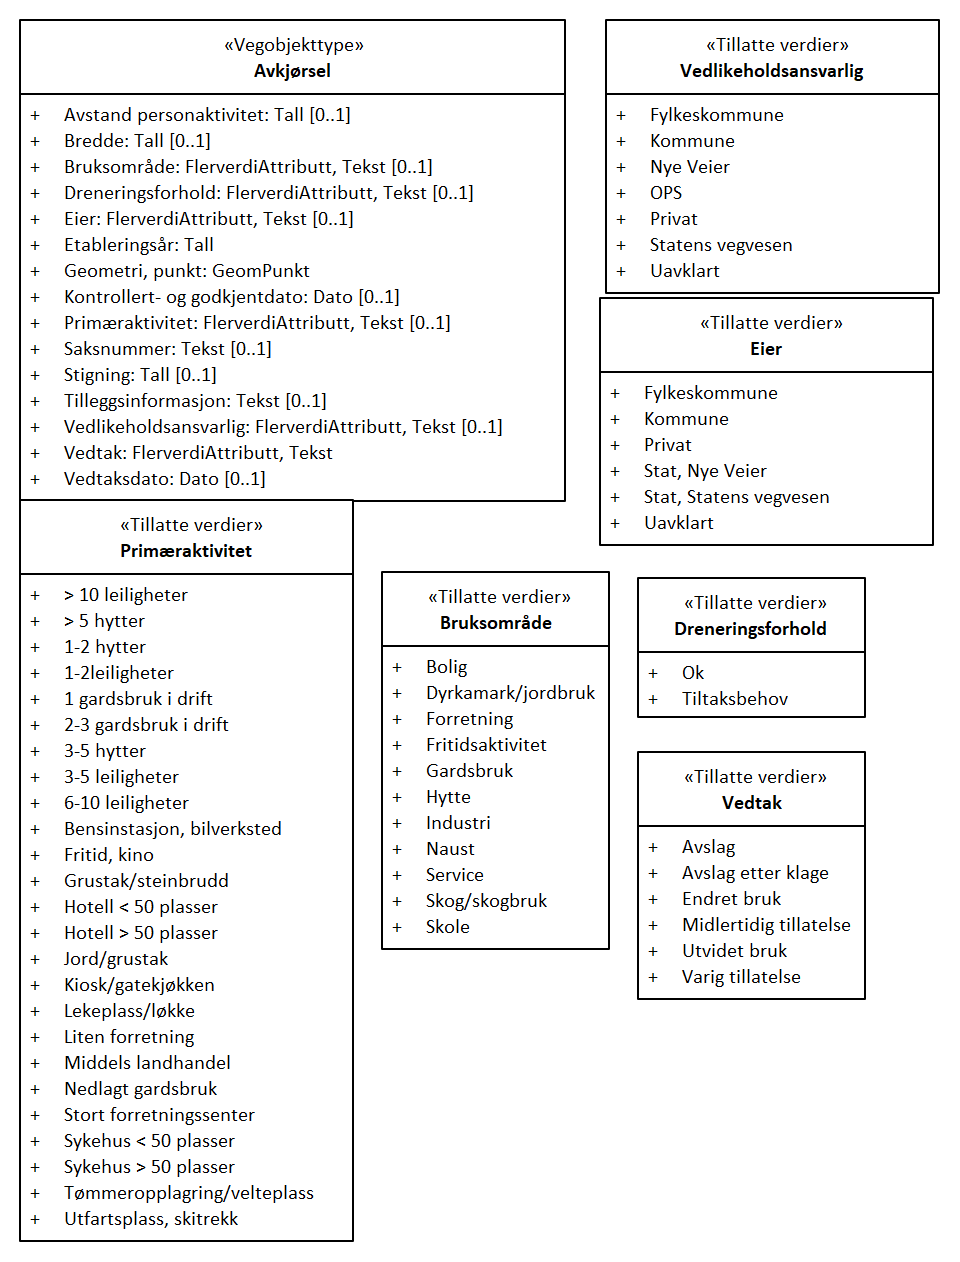 «Vegobjekttype»
Avkjørsel
+ Avstand personaktivitet: Tall [0..1]
+ Bredde: Tall [0..1]
+ Bruksområde: FlerverdiAttributt, Tekst [0..1]
+ Dreneringsforhold: FlerverdiAttributt, Tekst [0..1]
+ Eier: FlerverdiAttributt, Tekst [0..1]
+ Etableringsår: Tall
+ Geometri, punkt: GeomPunkt
+ Kontrollert- og godkjentdato: Dato [0..1]
+ Primæraktivitet: FlerverdiAttributt, Tekst [0..1]
+ Saksnummer: Tekst [0..1]
+ Stigning: Tall [0..1]
+ Tilleggsinformasjon: Tekst [0..1]
+ Vedlikeholdsansvarlig: FlerverdiAttributt, Tekst [0..1]
+ Vedtak: FlerverdiAttributt, Tekst
+ Vedtaksdato: Dato [0..1]
«Tillatte verdier»
Vedlikeholdsansvarlig
+ Fylkeskommune
+ Kommune
+ Nye Veier
+ OPS
+ Privat
+ Statens vegvesen
+ Uavklart
«Tillatte verdier»
Eier
+ Fylkeskommune
+ Kommune
+ Privat
+ Stat, Nye Veier
+ Stat, Statens vegvesen
+ Uavklart
«Tillatte verdier»
Primæraktivitet
+ > 10 leiligheter
+ > 5 hytter
+ 1-2 hytter
+ 1-2leiligheter
+ 1 gardsbruk i drift
+ 2-3 gardsbruk i drift
+ 3-5 hytter
+ 3-5 leiligheter
+ 6-10 leiligheter
+ Bensinstasjon, bilverksted
+ Fritid, kino
+ Grustak/steinbrudd
+ Hotell < 50 plasser
+ Hotell > 50 plasser
+ Jord/grustak
+ Kiosk/gatekjøkken
+ Lekeplass/løkke
+ Liten forretning
+ Middels landhandel
+ Nedlagt gardsbruk
+ Stort forretningssenter
+ Sykehus < 50 plasser
+ Sykehus > 50 plasser
+ Tømmeropplagring/velteplass
+ Utfartsplass, skitrekk
«Tillatte verdier»
Bruksområde
+ Bolig
+ Dyrkamark/jordbruk
+ Forretning
+ Fritidsaktivitet
+ Gardsbruk
+ Hytte
+ Industri
+ Naust
+ Service
+ Skog/skogbruk
+ Skole
«Tillatte verdier»
Dreneringsforhold
+ Ok
+ Tiltaksbehov
«Tillatte verdier»
Vedtak
+ Avslag
+ Avslag etter klage
+ Endret bruk
+ Midlertidig tillatelse
+ Utvidet bruk
+ Varig tillatelse